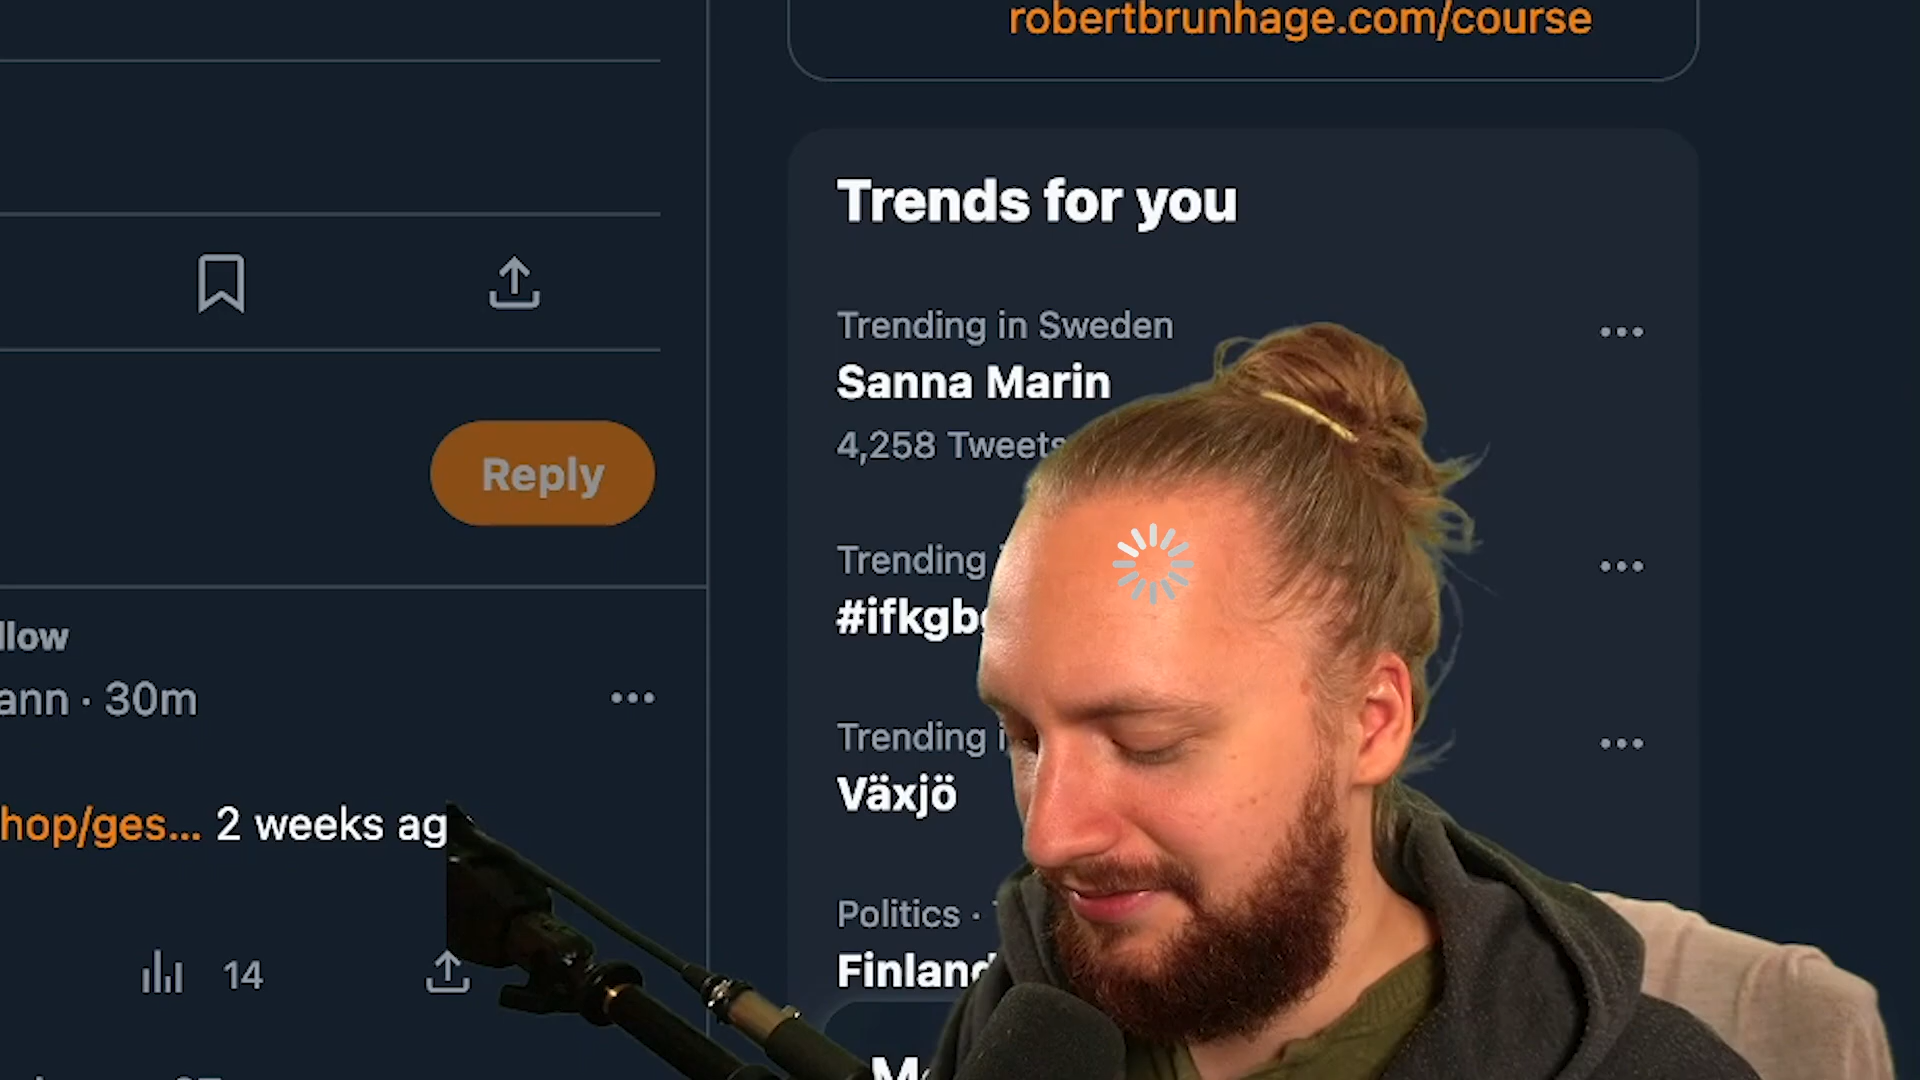 robertbrunhage.com/course
Trends for you
Trending in Sweden
Sanna Marin
4,258 Tweets
Reply
Trending
#ifkgb
llow
ann · 30m
Trending
Växjö
hop/ges... 2 weeks ag
Politics ·
Finland
14